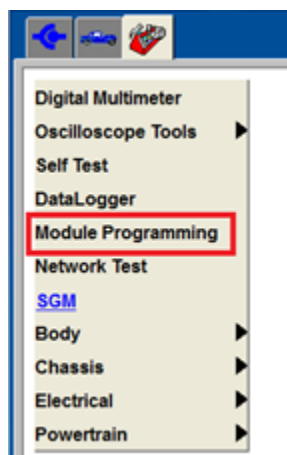 Digital Multimeter
Oscilloscope Tools
Self Test
DataLogger
Module Programming
Network Test
SGM
Body
Chassis
Electrical
Powertrain